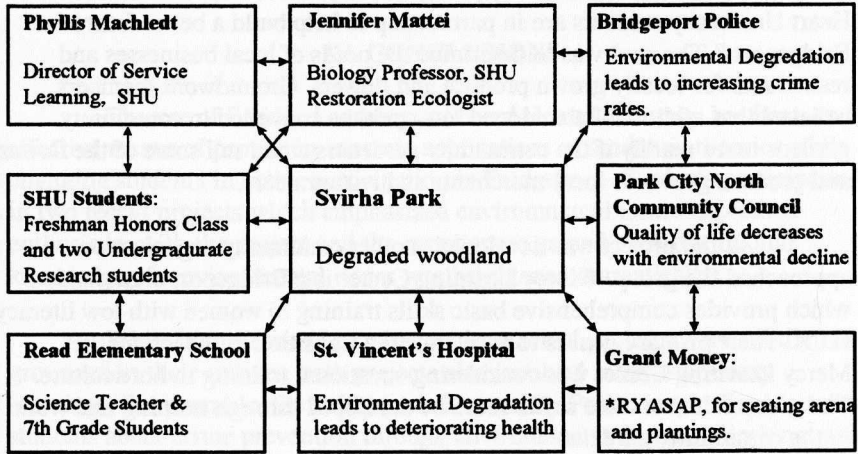 Phyllis Machledt
Director of Service
Learning, SHU
Jennifer Mattei
Biology Professor, SHU
Restoration Ecologist
Bridgeport Police
Environmental Degredation
leads to increasing crime
rates.
SHU Students:
Freshman Honors Class
and two Undergradurate
Research students
Svirha Park
Degraded woodland
Park City North
Community Council
Quality of life decreases
with environmental decline
Read Elementary School
Science Teacher &
7th Grade Students
St. Vincent's Hospital
Environmental Degradation
leads to deteriorating health
Grant Money:
*RYASAP, for seating arena
and plantings.